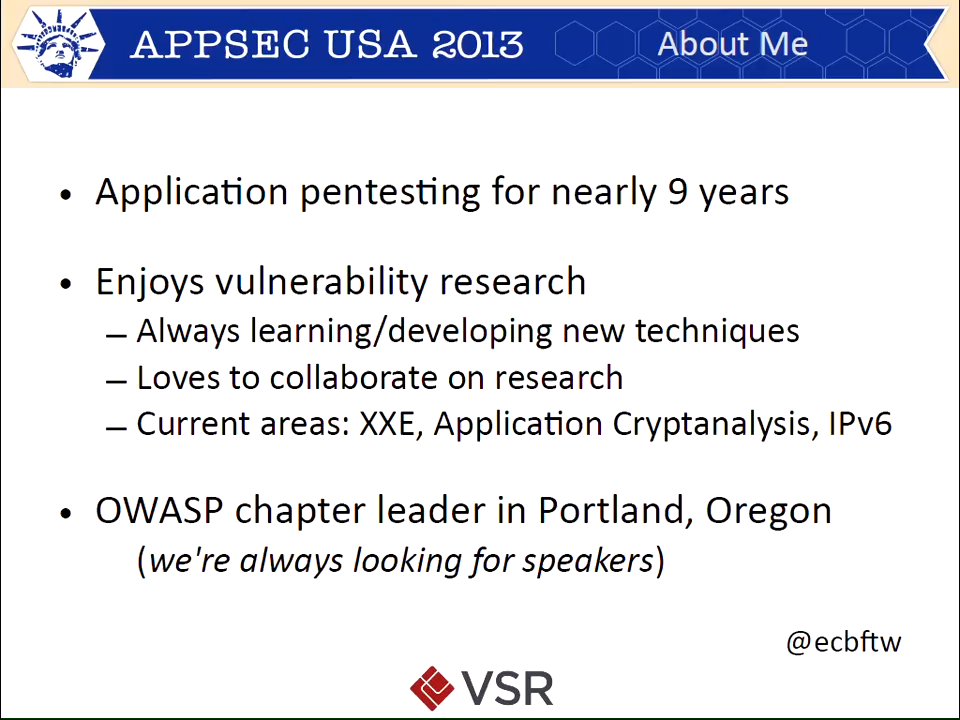 APPSEC USA 2013
About Me
• Application pentesting for nearly 9 years
• Enjoys vulnerability research
– Always learning/developing new techniques
– Loves to collaborate on research
– Current areas: XXE, Application Cryptanalysis, IPv6
• OWASP chapter leader in Portland, Oregon
(we're always looking for speakers)
@ecbftw
VSR